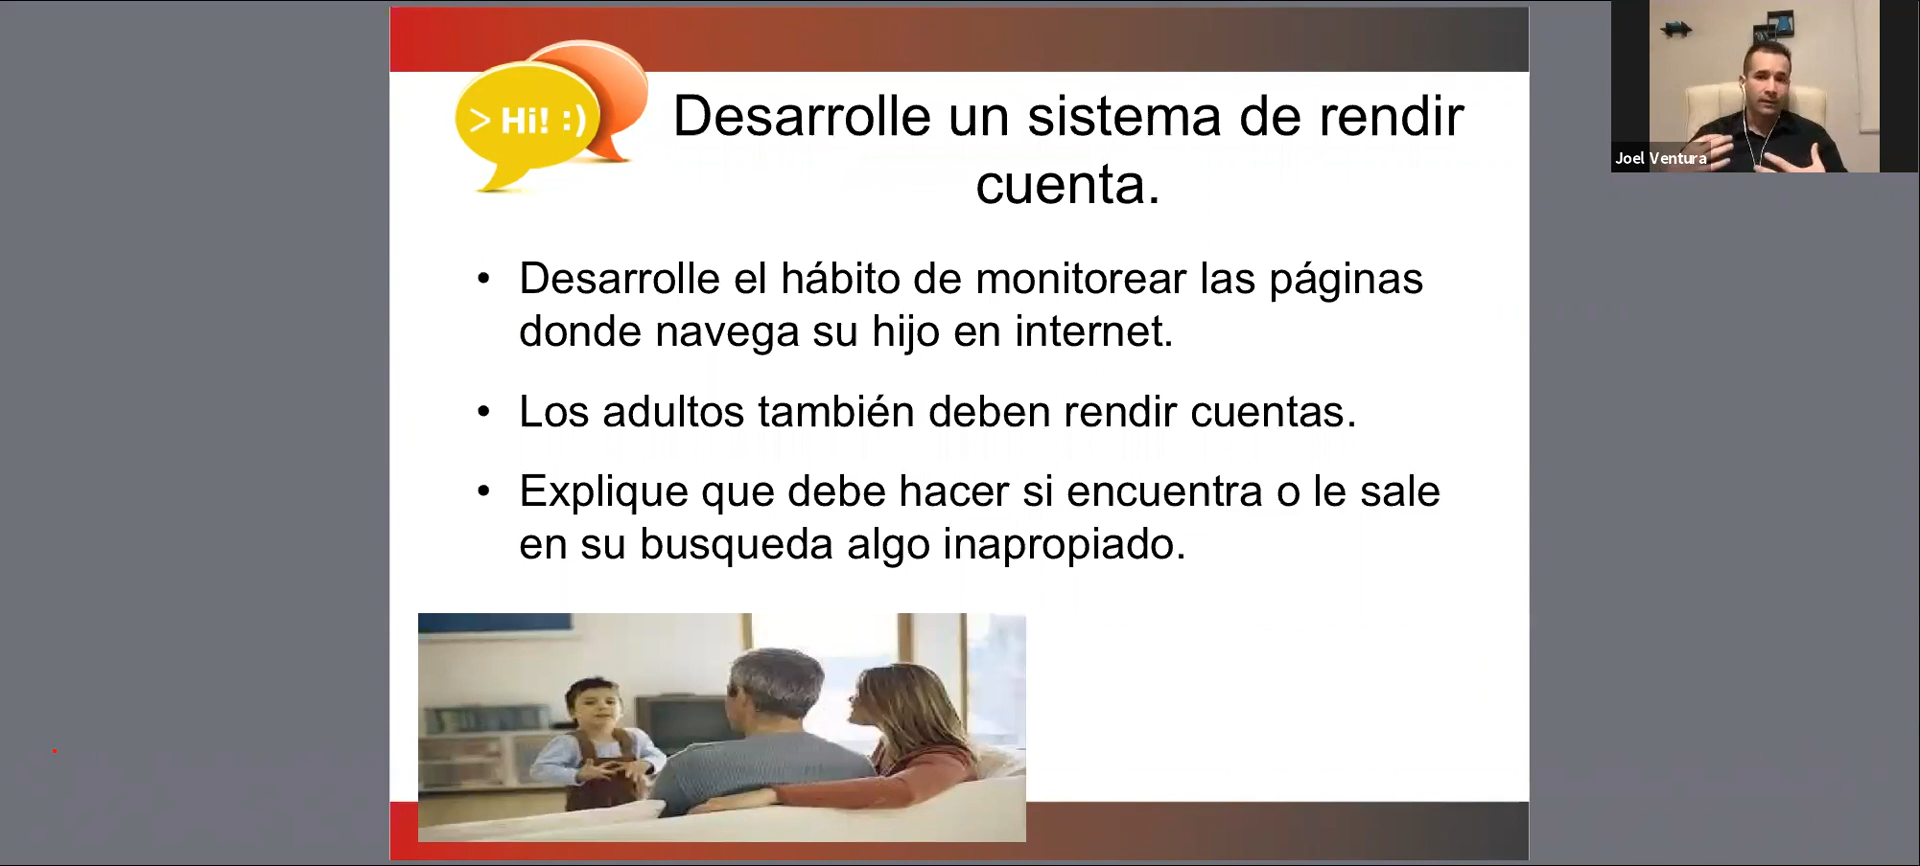 > Hi! :)
Desarrolle un sistema de rendir
cuenta.
• Desarrolle el hábito de monitorear las páginas
donde navega su hijo en internet.
• Los adultos también deben rendir cuentas.
• Explique que debe hacer si encuentra o le sale
en su busqueda algo inapropiado.
Joel Ventura